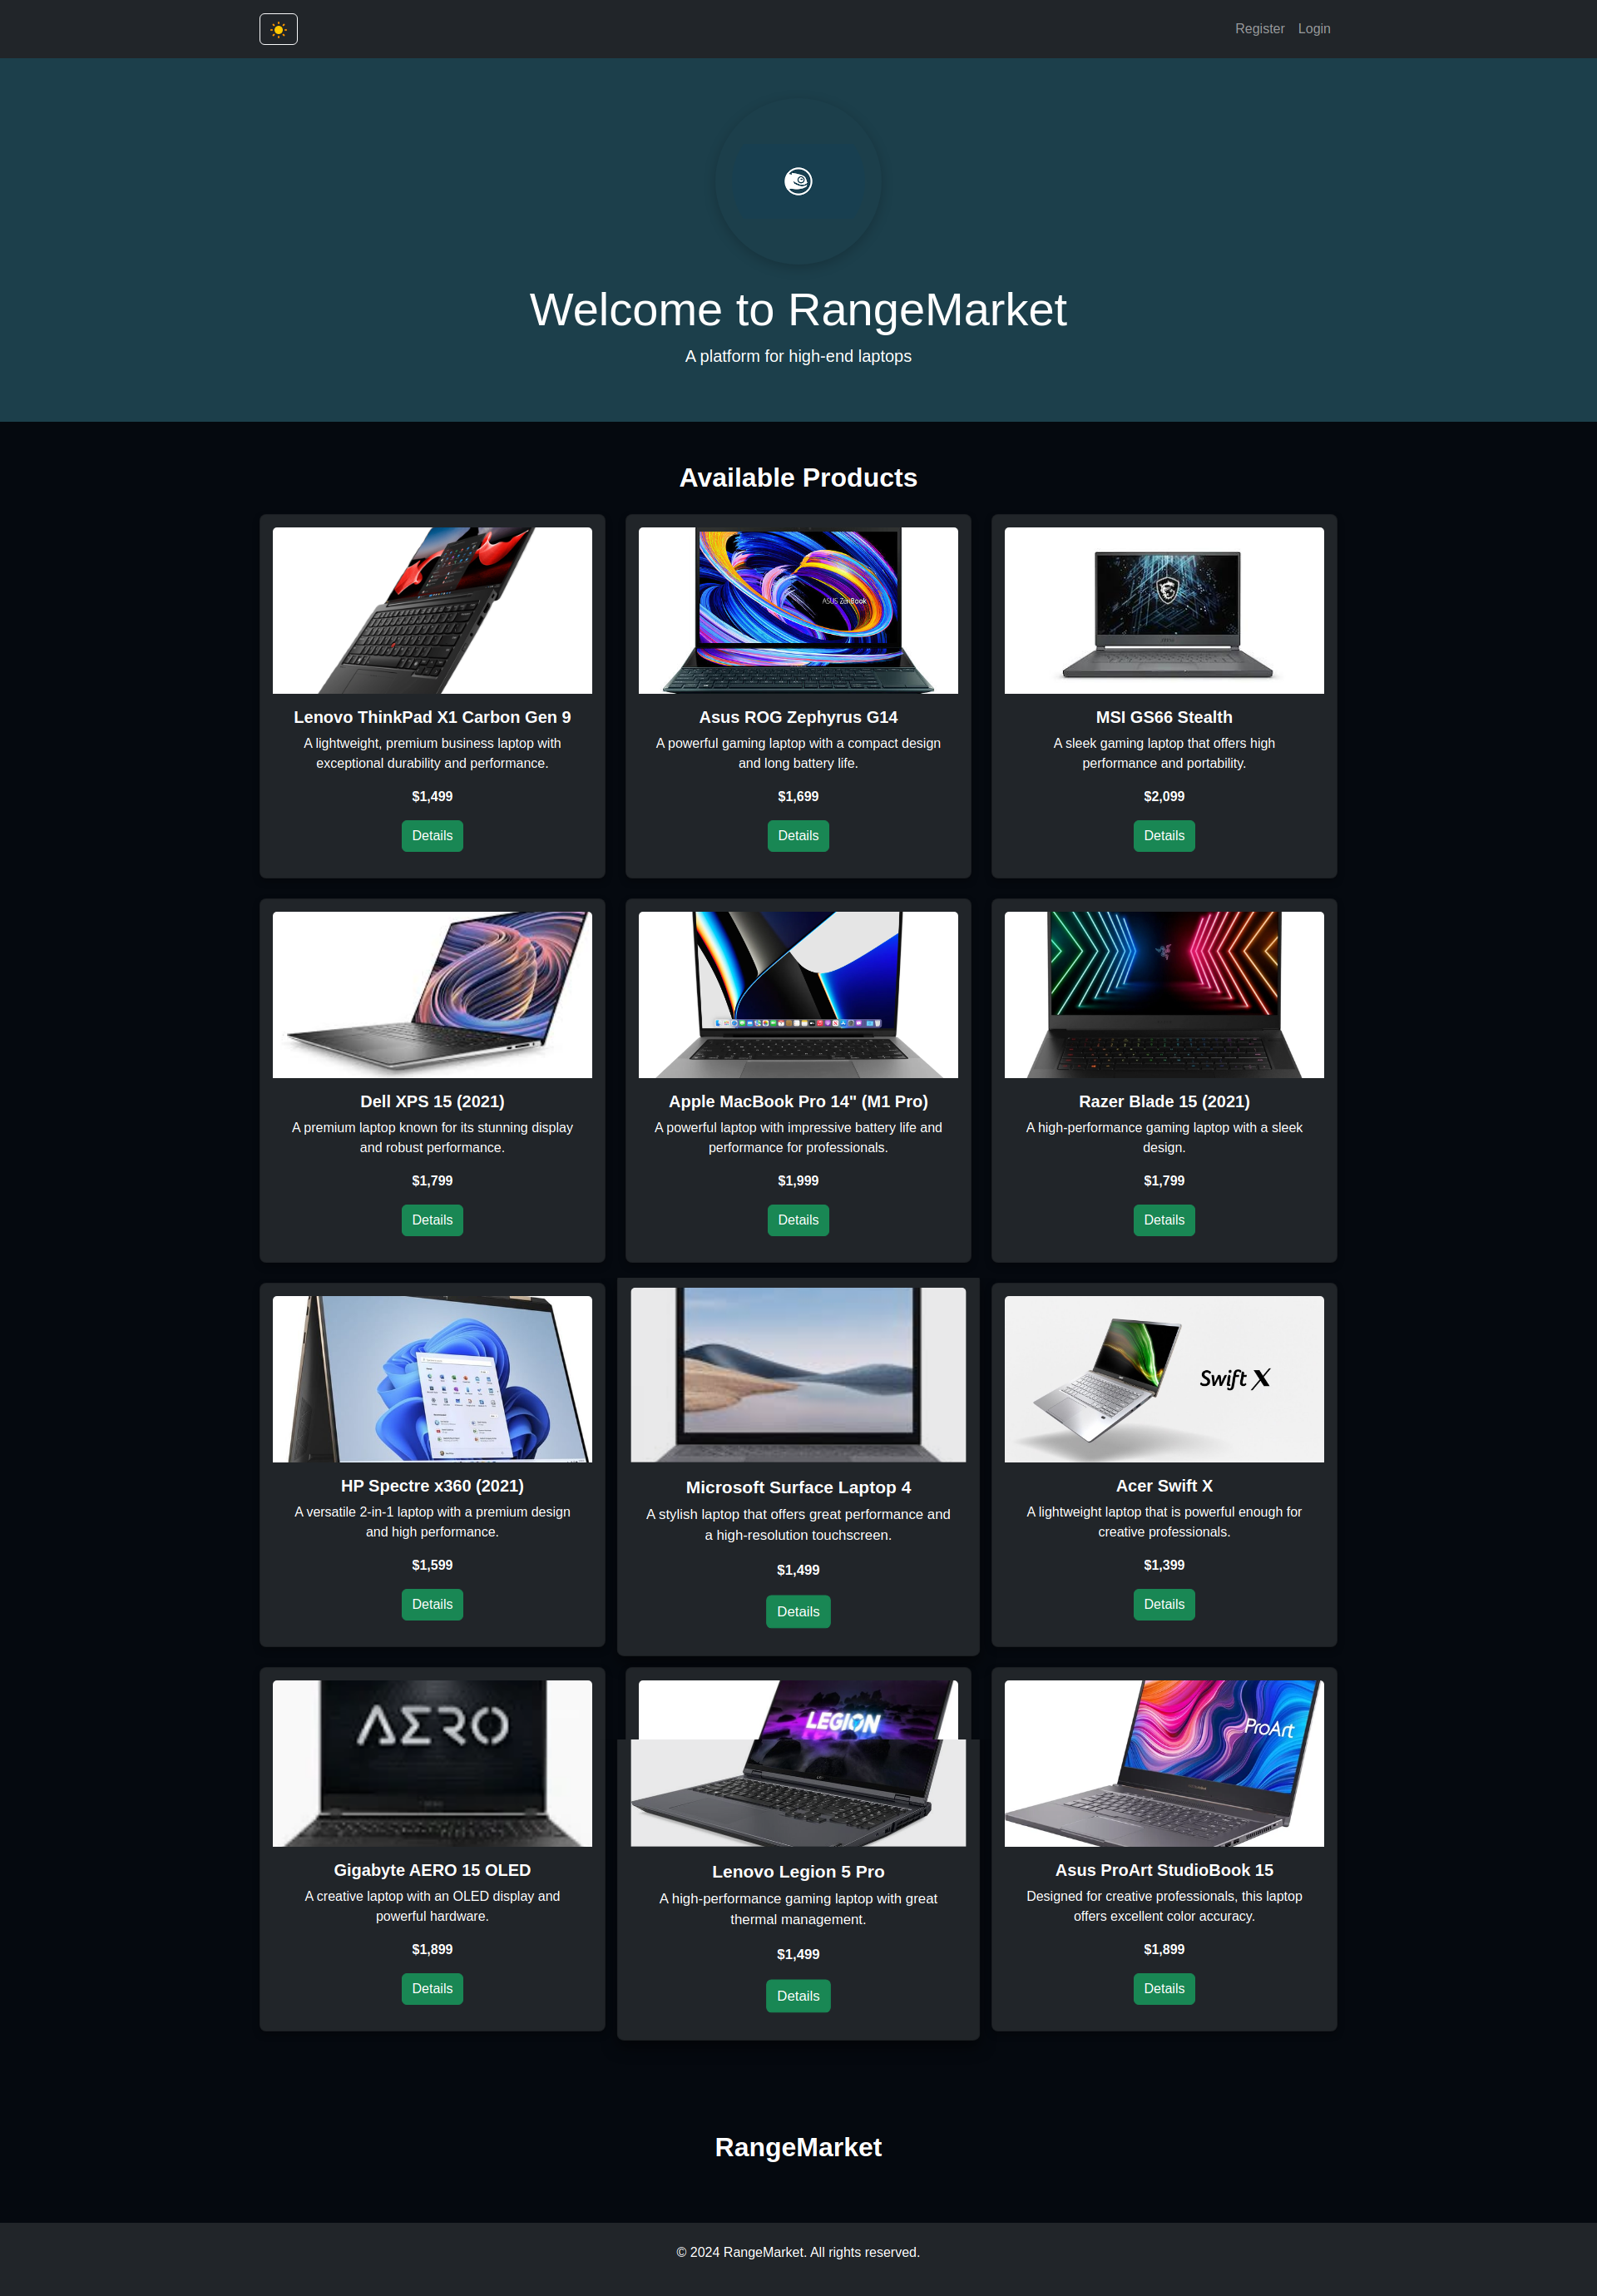 Register Login
Welcome to RangeMarket
A platform for high-end laptops
Available Products
ASUS ZenBook
Lenovo ThinkPad X1 Carbon Gen 9
A lightweight, premium business laptop with
exceptional durability and performance.
$1,499
Details
Asus ROG Zephyrus G14
A powerful gaming laptop with a compact design
and long battery life.
$1,699
Details
MSI GS66 Stealth
A sleek gaming laptop that offers high
performance and portability.
$2,099
Details
Dell XPS 15 (2021)
A premium laptop known for its stunning display
and robust performance.
$1,799
Details
Apple MacBook Pro 14" (M1 Pro)
A powerful laptop with impressive battery life and
performance for professionals.
$1,999
Details
Razer Blade 15 (2021)
A high-performance gaming laptop with a sleek
design.
$1,799
Details
HP Spectre x360 (2021)
A versatile 2-in-1 laptop with a premium design
and high performance.
$1,599
Details
Microsoft Surface Laptop 4
A stylish laptop that offers great performance and
a high-resolution touchscreen.
$1,499
Details
Swift X
Acer Swift X
A lightweight laptop that is powerful enough for
creative professionals.
$1,399
Details
AERO
Gigabyte AERO 15 OLED
A creative laptop with an OLED display and
powerful hardware.
$1,899
Details
LEGION
Lenovo Legion 5 Pro
A high-performance gaming laptop with great
thermal management.
$1,499
Details
ProArt
Asus ProArt StudioBook 15
Designed for creative professionals, this laptop
offers excellent color accuracy.
$1,899
Details
RangeMarket
© 2024 RangeMarket. All rights reserved.